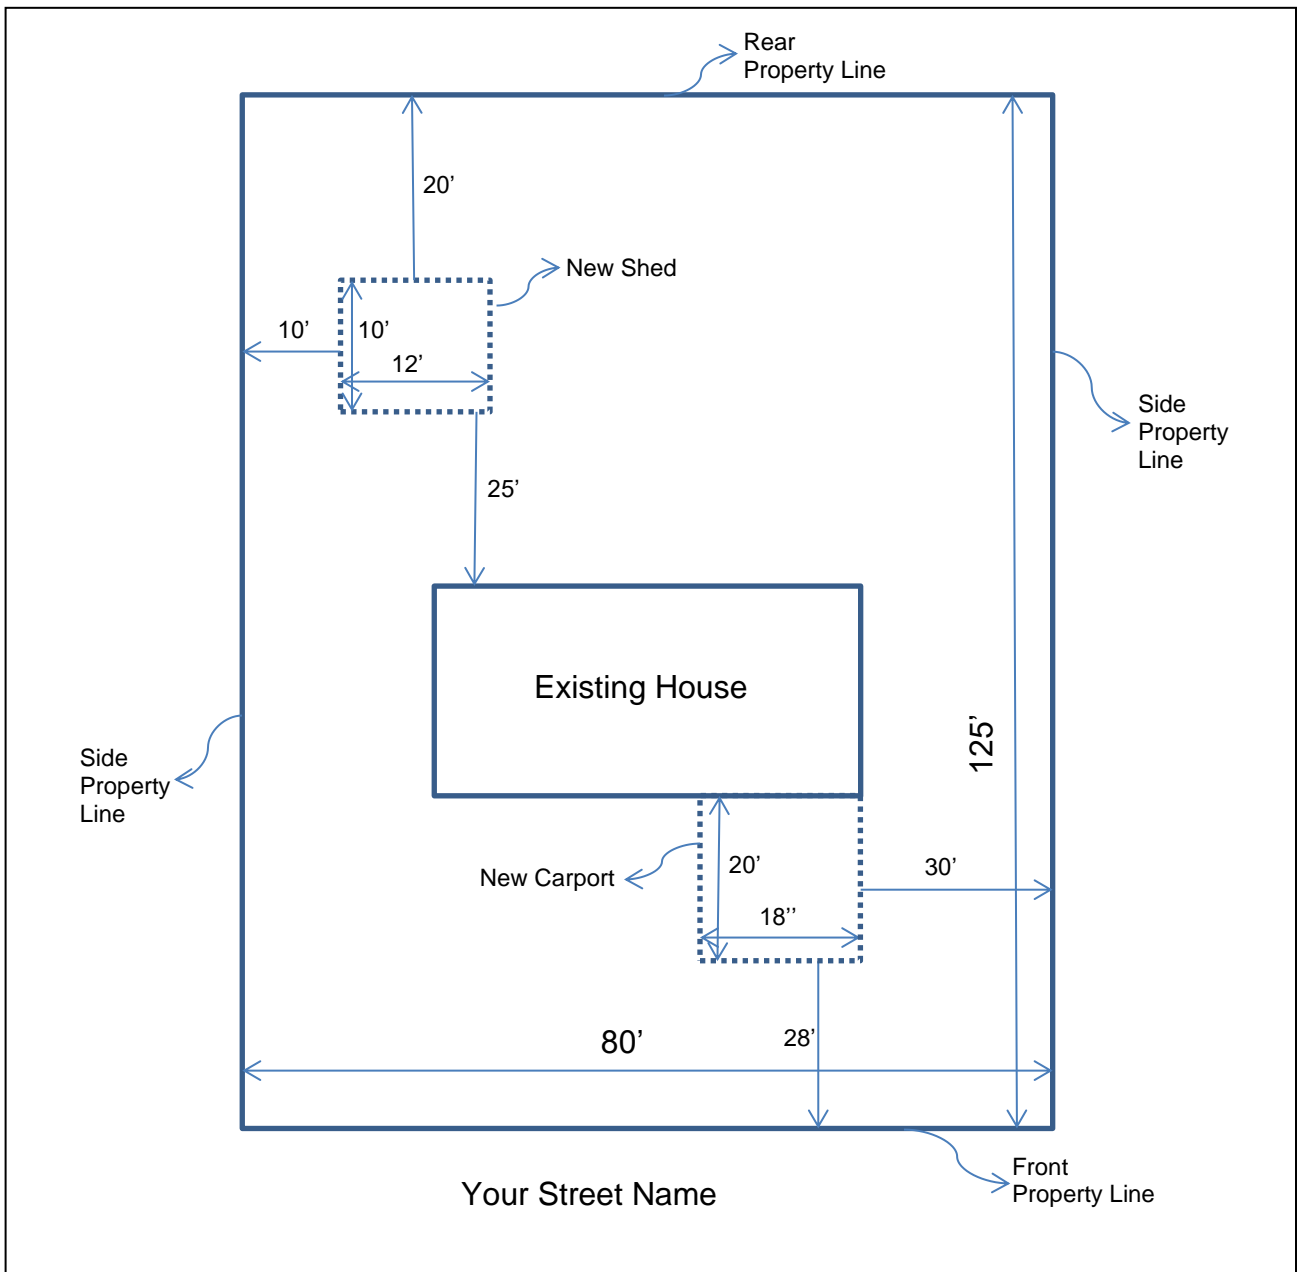 Rear
Property Line
20’
New Shed
10’
10’
12’
Side
Property
Line
25’
Existing House
125’
Side
Property
Line
20’
30’
New Carport
18’’
80’
28’
Front
Property Line
Your Street Name